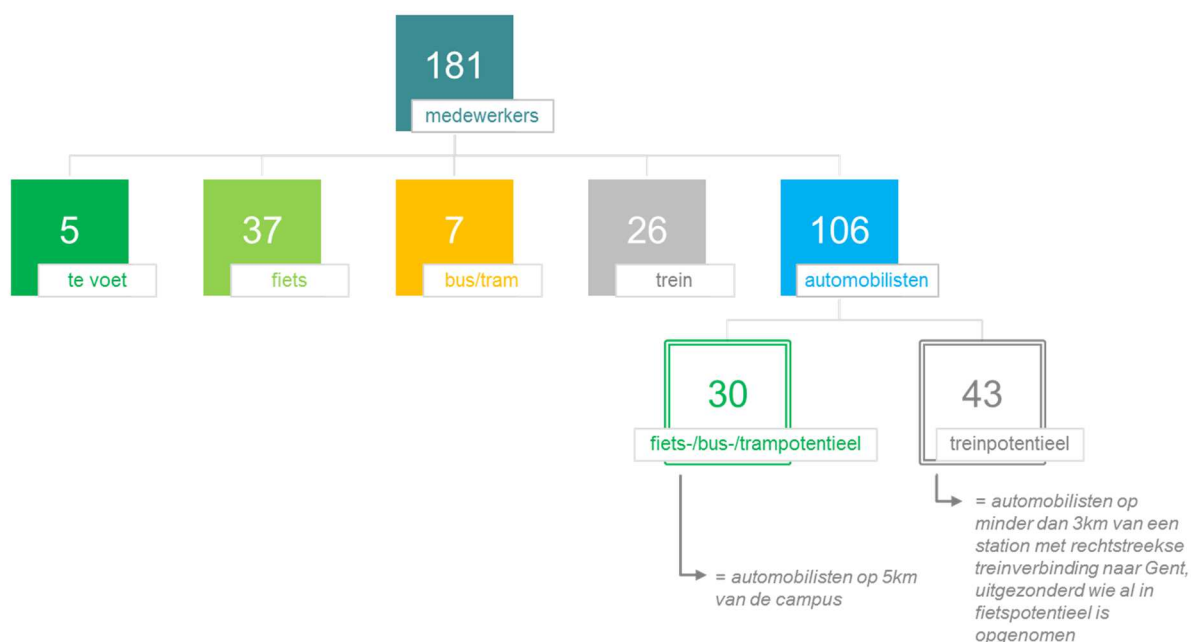 181
medewerkers
5
te voet
37
fiets
7
bus/tram
26
trein
106
automobilisten
30
fiets-/bus-/trampotentieel
43
treinpotentieel
= automobilisten op 5km
van de campus
= automobilisten op
minder dan 3km van een
station met rechtstreekse
treinverbinding naar Gent,
uitgezonderd wie al in
fietspotentieel is
opgenomen